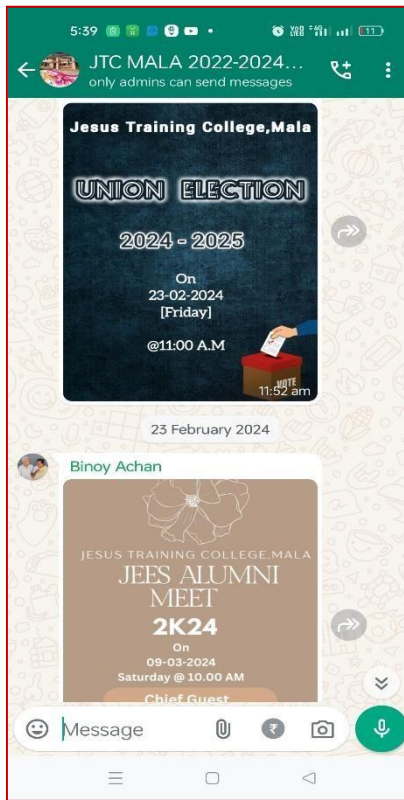 5:39
11
JTC MALA 2022-2024...
only admins can send messages
Jesus Training College,Mala
UNION ELECTION
2024 - 2025
On
23-02-2024
[Friday]
@11:00 A.M
VOTE
11:52 am
23 February 2024
Binoy Achan
JESUS TRAINING COLLEGE,MALA
JEES ALUMNI
MEET
2K24
On
09-03-2024
Saturday @ 10.00 AM
Chief Guest
Message
₹